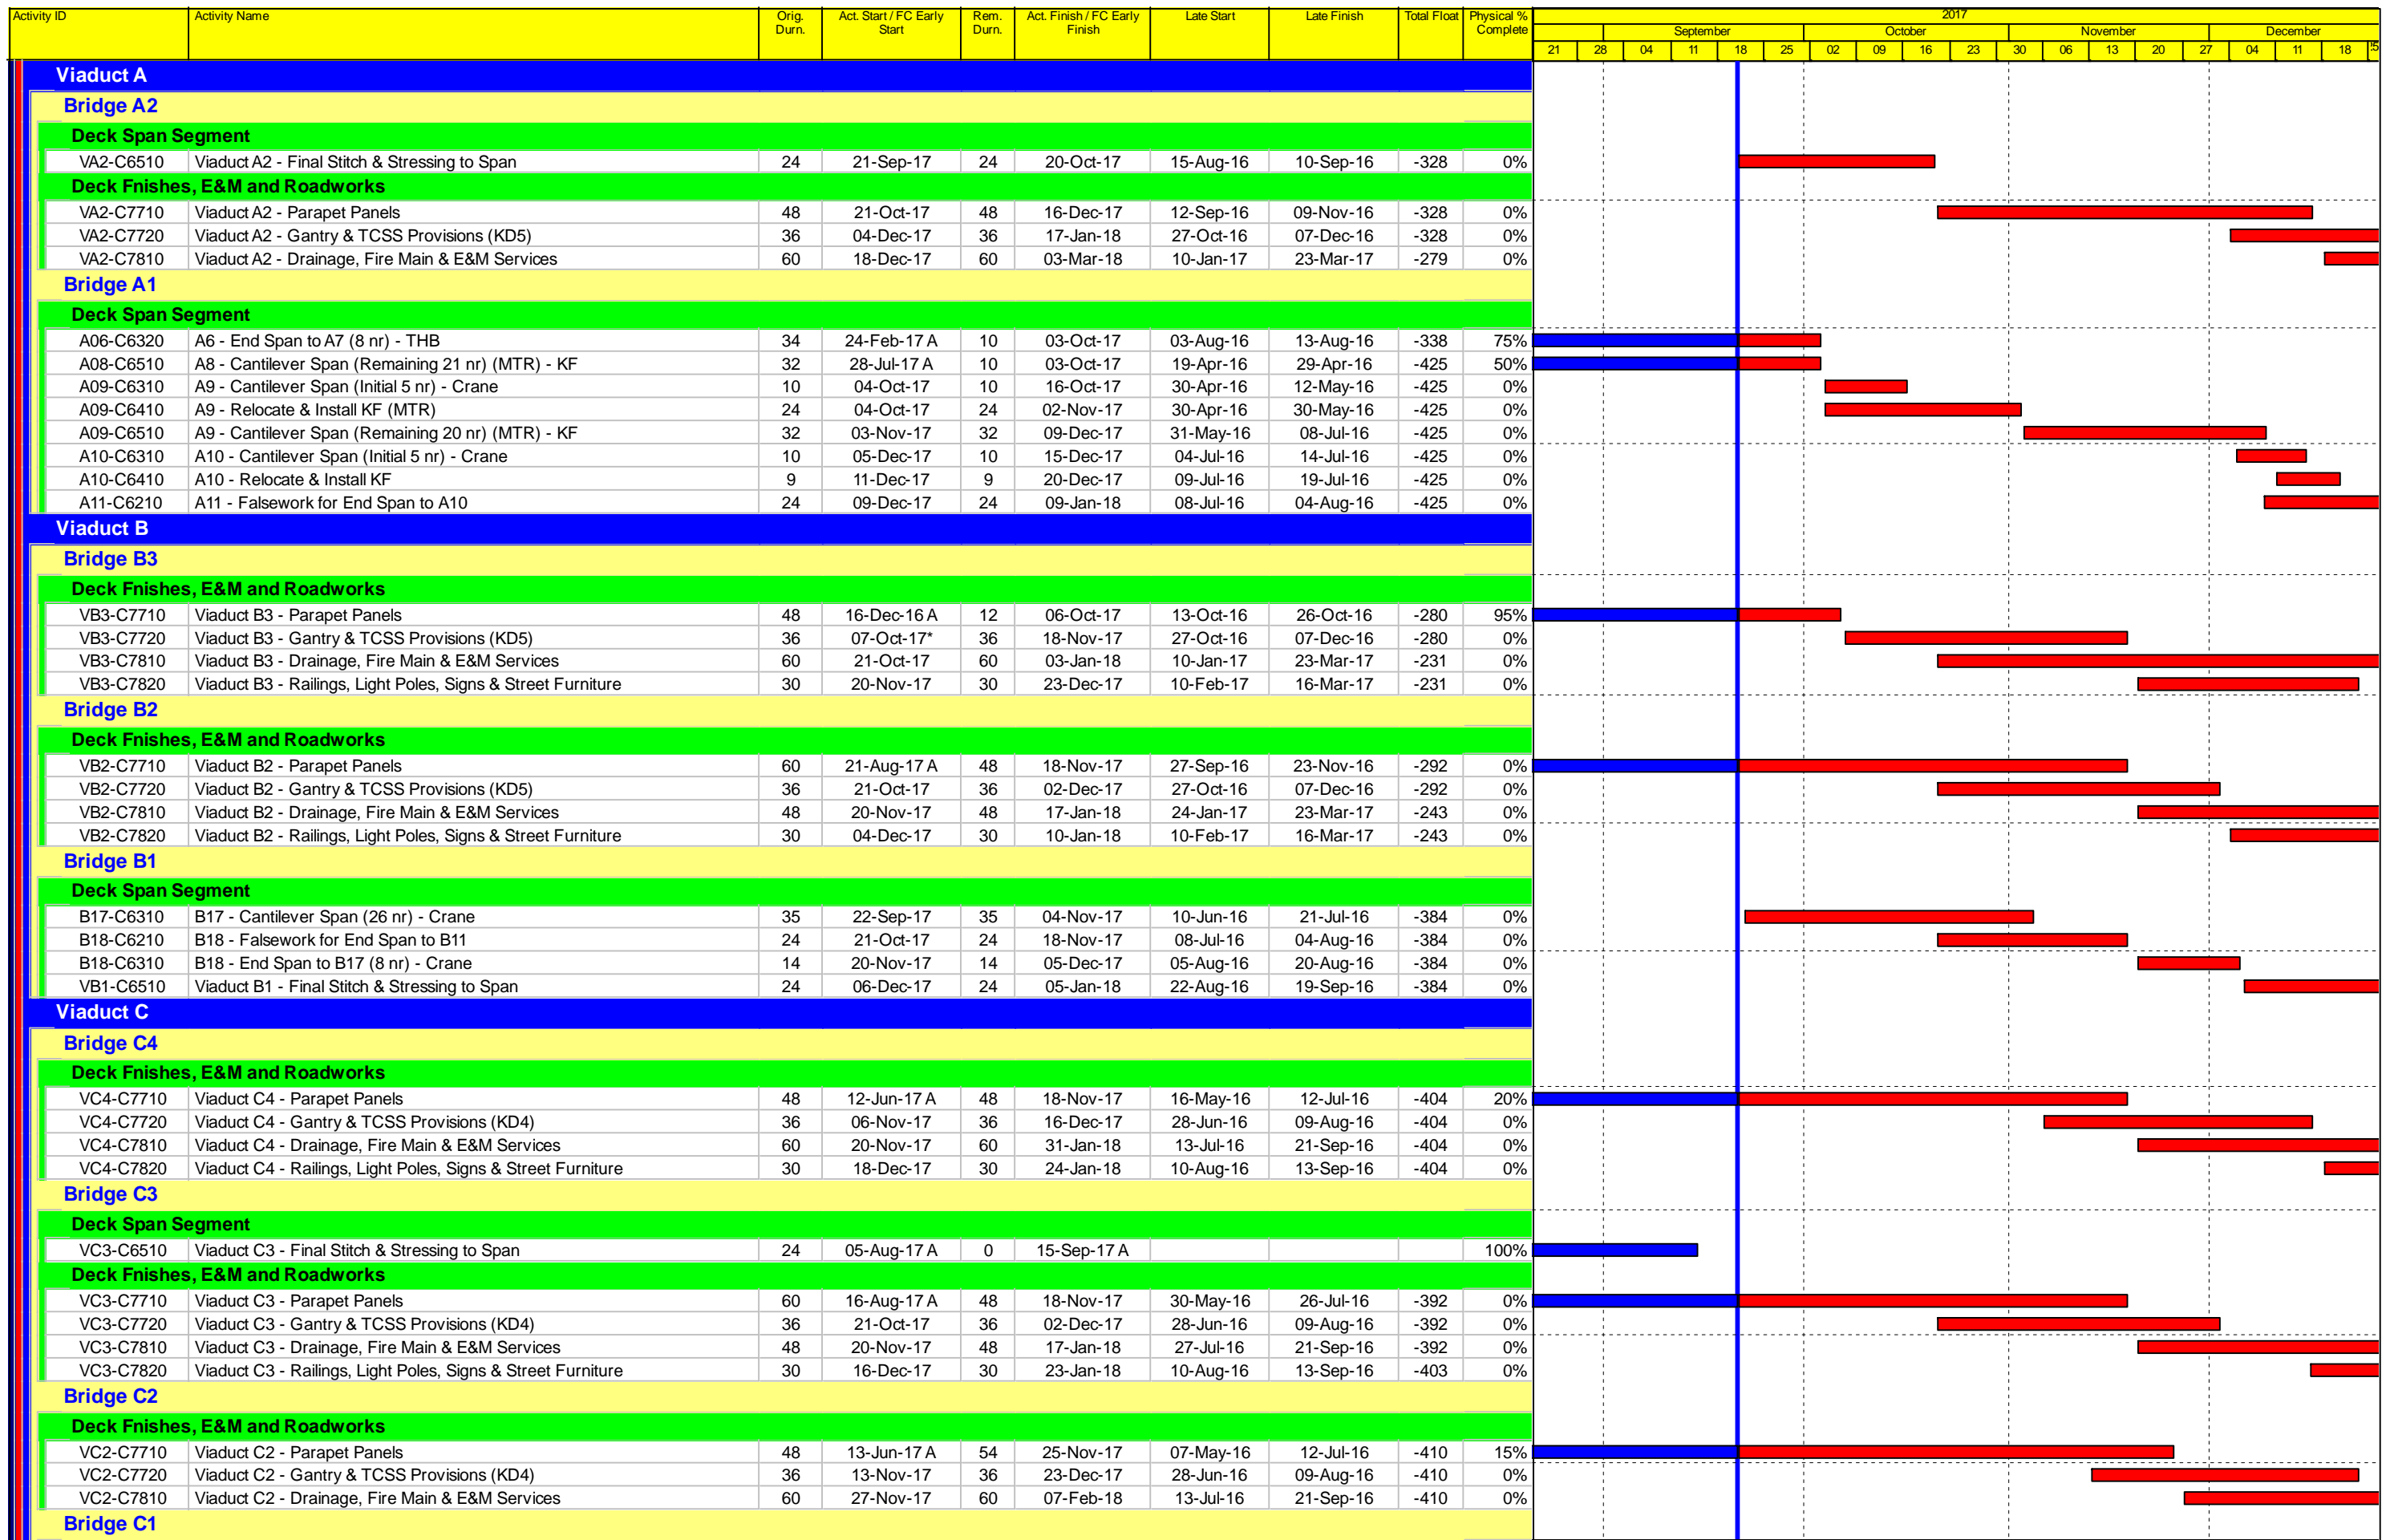 Activity ID Activity Name Orig. Durn. Act. Start / FC Early Start Rem. Durn. Act. Finish / FC Early Finish Late Start Late Finish Total Float Physical % Complete 2017
September October November December
21 28 04 11 18 25 02 09 16 23 30 06 13 20 27 04 11 18
Viaduct A
Bridge A2
Deck Span Segment
VA2-C6510 Viaduct A2 - Final Stitch & Stressing to Span 24 21-Sep-17 24 20-Oct-17 15-Aug-16 10-Sep-16 -328 0%
Deck Fnishes, E&M and Roadworks
VA2-C7710 Viaduct A2 - Parapet Panels 48 21-Oct-17 48 16-Dec-17 12-Sep-16 09-Nov-16 -328 0%
VA2-C7720 Viaduct A2 - Gantry & TCSS Provisions (KD5) 36 04-Dec-17 36 17-Jan-18 27-Oct-16 07-Dec-16 -328 0%
VA2-C7810 Viaduct A2 - Drainage, Fire Main & E&M Services 60 18-Dec-17 60 03-Mar-18 10-Jan-17 23-Mar-17 -279 0%
Bridge A1
Deck Span Segment
A06-C6320 A6 - End Span to A7 (8 nr) - THB 34 24-Feb-17 A 10 03-Oct-17 03-Aug-16 13-Aug-16 -338 75%
A08-C6510 A8 - Cantilever Span (Remaining 21 nr) (MTR) - KF 32 28-Jul-17 A 10 03-Oct-17 19-Apr-16 29-Apr-16 -425 50%
A09-C6310 A9 - Cantilever Span (Initial 5 nr) - Crane 10 04-Oct-17 10 16-Oct-17 30-Apr-16 12-May-16 -425 0%
A09-C6410 A9 - Relocate & Install KF (MTR) 24 04-Oct-17 24 02-Nov-17 30-Apr-16 30-May-16 -425 0%
A09-C6510 A9 - Cantilever Span (Remaining 20 nr) (MTR) - KF 32 03-Nov-17 32 09-Dec-17 31-May-16 08-Jul-16 -425 0%
A10-C6310 A10 - Cantilever Span (Initial 5 nr) - Crane 10 05-Dec-17 10 15-Dec-17 04-Jul-16 14-Jul-16 -425 0%
A10-C6410 A10 - Relocate & Install KF 9 11-Dec-17 9 20-Dec-17 09-Jul-16 19-Jul-16 -425 0%
A11-C6210 A11 - Falsework for End Span to A10 24 09-Dec-17 24 09-Jan-18 08-Jul-16 04-Aug-16 -425 0%
Viaduct B
Bridge B3
Deck Fnishes, E&M and Roadworks
VB3-C7710 Viaduct B3 - Parapet Panels 48 16-Dec-16 A 12 06-Oct-17 13-Oct-16 26-Oct-16 -280 95%
VB3-C7720 Viaduct B3 - Gantry & TCSS Provisions (KD5) 36 07-Oct-17* 36 18-Nov-17 27-Oct-16 07-Dec-16 -280 0%
VB3-C7810 Viaduct B3 - Drainage, Fire Main & E&M Services 60 21-Oct-17 60 03-Jan-18 10-Jan-17 23-Mar-17 -231 0%
VB3-C7820 Viaduct B3 - Railings, Light Poles, Signs & Street Furniture 30 20-Nov-17 30 23-Dec-17 10-Feb-17 16-Mar-17 -231 0%
Bridge B2
Deck Fnishes, E&M and Roadworks
VB2-C7710 Viaduct B2 - Parapet Panels 60 21-Aug-17 A 48 18-Nov-17 27-Sep-16 23-Nov-16 -292 0%
VB2-C7720 Viaduct B2 - Gantry & TCSS Provisions (KD5) 36 21-Oct-17 36 02-Dec-17 27-Oct-16 07-Dec-16 -292 0%
VB2-C7810 Viaduct B2 - Drainage, Fire Main & E&M Services 48 20-Nov-17 48 17-Jan-18 24-Jan-17 23-Mar-17 -243 0%
VB2-C7820 Viaduct B2 - Railings, Light Poles, Signs & Street Furniture 30 04-Dec-17 30 10-Jan-18 10-Feb-17 16-Mar-17 -243 0%
Bridge B1
Deck Span Segment
B17-C6310 B17 - Cantilever Span (26 nr) - Crane 35 22-Sep-17 35 04-Nov-17 10-Jun-16 21-Jul-16 -384 0%
B18-C6210 B18 - Falsework for End Span to B11 24 21-Oct-17 24 18-Nov-17 08-Jul-16 04-Aug-16 -384 0%
B18-C6310 B18 - End Span to B17 (8 nr) - Crane 14 20-Nov-17 14 05-Dec-17 05-Aug-16 20-Aug-16 -384 0%
VB1-C6510 Viaduct B1 - Final Stitch & Stressing to Span 24 06-Dec-17 24 05-Jan-18 22-Aug-16 19-Sep-16 -384 0%
Viaduct C
Bridge C4
Deck Fnishes, E&M and Roadworks
VC4-C7710 Viaduct C4 - Parapet Panels 48 12-Jun-17 A 48 18-Nov-17 16-May-16 12-Jul-16 -404 20%
VC4-C7720 Viaduct C4 - Gantry & TCSS Provisions (KD4) 36 06-Nov-17 36 16-Dec-17 28-Jun-16 09-Aug-16 -404 0%
VC4-C7810 Viaduct C4 - Drainage, Fire Main & E&M Services 60 20-Nov-17 60 31-Jan-18 13-Jul-16 21-Sep-16 -404 0%
VC4-C7820 Viaduct C4 - Railings, Light Poles, Signs & Street Furniture 30 18-Dec-17 30 24-Jan-18 10-Aug-16 13-Sep-16 -404 0%
Bridge C3
Deck Span Segment
VC3-C6510 Viaduct C3 - Final Stitch & Stressing to Span 24 05-Aug-17 A 0 15-Sep-17 A 100%
Deck Fnishes, E&M and Roadworks
VC3-C7710 Viaduct C3 - Parapet Panels 60 16-Aug-17 A 48 18-Nov-17 30-May-16 26-Jul-16 -392 0%
VC3-C7720 Viaduct C3 - Gantry & TCSS Provisions (KD4) 36 21-Oct-17 36 02-Dec-17 28-Jun-16 09-Aug-16 -392 0%
VC3-C7810 Viaduct C3 - Drainage, Fire Main & E&M Services 48 20-Nov-17 48 17-Jan-18 27-Jul-16 21-Sep-16 -392 0%
VC3-C7820 Viaduct C3 - Railings, Light Poles, Signs & Street Furniture 30 16-Dec-17 30 23-Jan-18 10-Aug-16 13-Sep-16 -403 0%
Bridge C2
Deck Fnishes, E&M and Roadworks
VC2-C7710 Viaduct C2 - Parapet Panels 48 13-Jun-17 A 54 25-Nov-17 07-May-16 12-Jul-16 -410 15%
VC2-C7720 Viaduct C2 - Gantry & TCSS Provisions (KD4) 36 13-Nov-17 36 23-Dec-17 28-Jun-16 09-Aug-16 -410 0%
VC2-C7810 Viaduct C2 - Drainage, Fire Main & E&M Services 60 27-Nov-17 60 07-Feb-18 13-Jul-16 21-Sep-16 -410 0%
Bridge C1